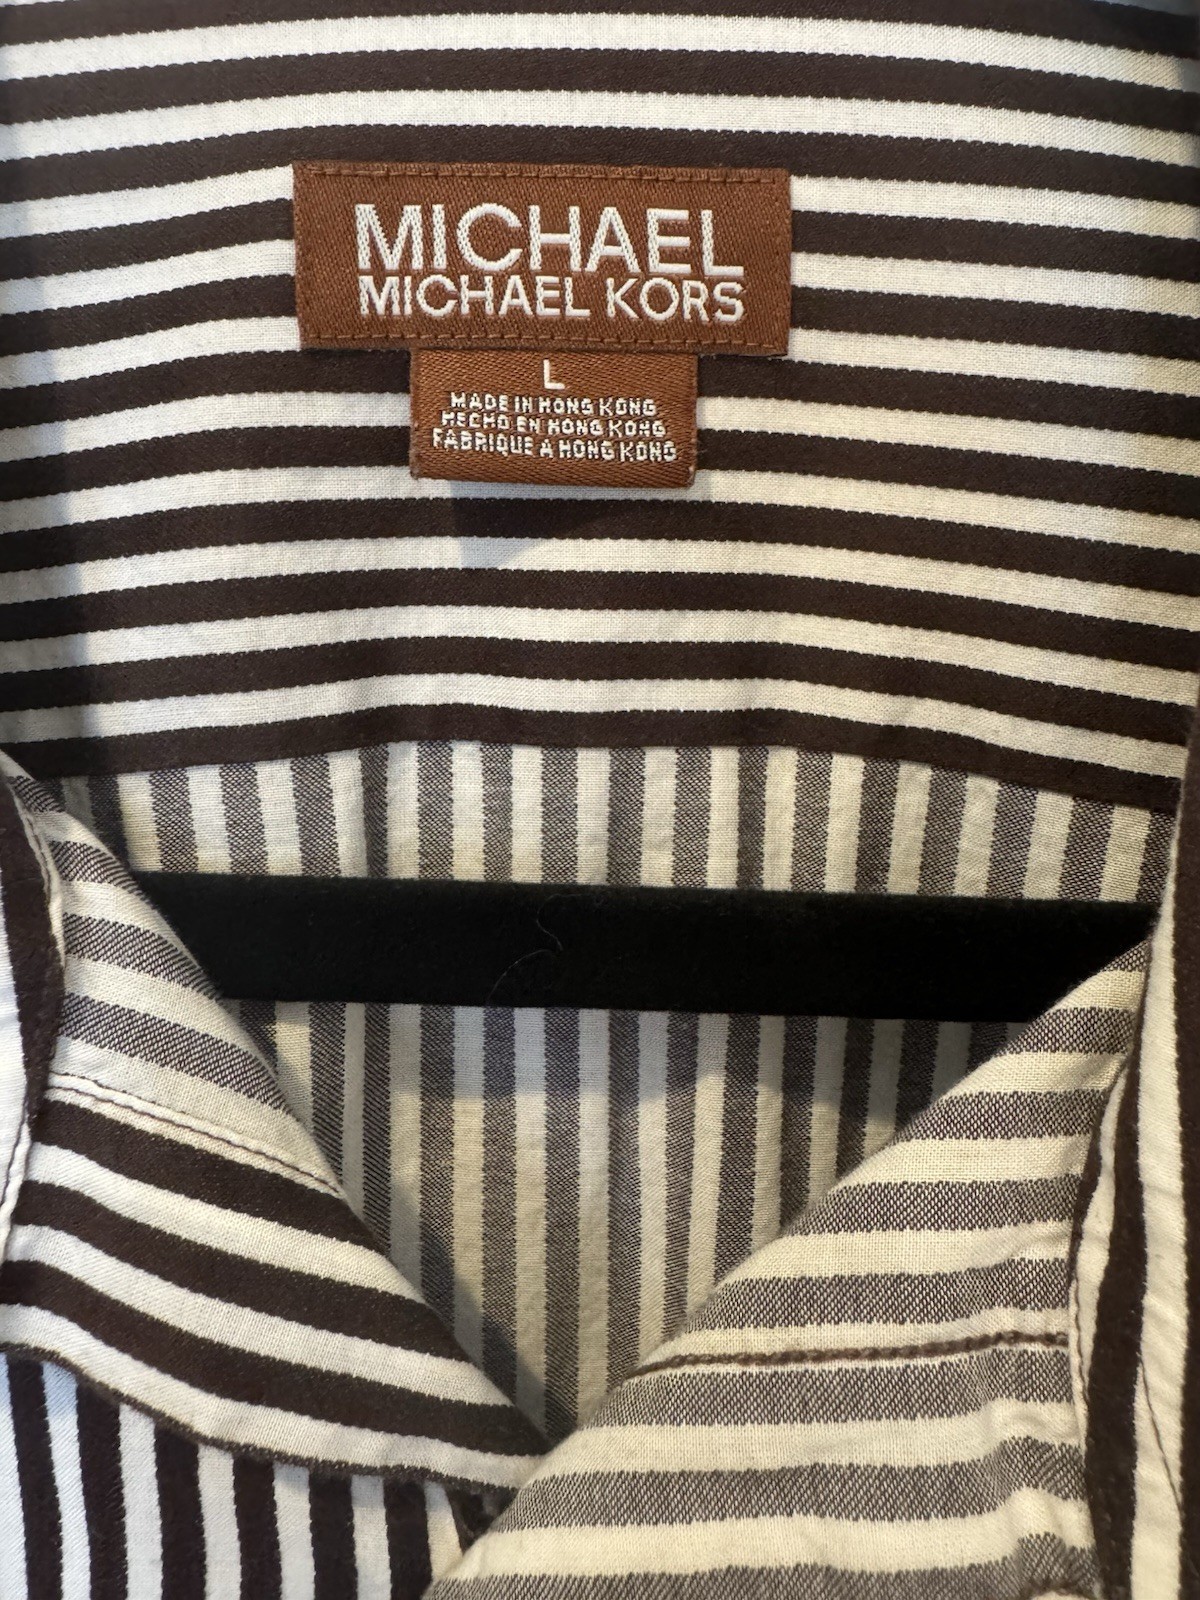 MICHAEL
MICHAEL KORS
L
MADE IN HONG KONG
HECHO EN HONG KONG
FABRIQUE A HONG KONG